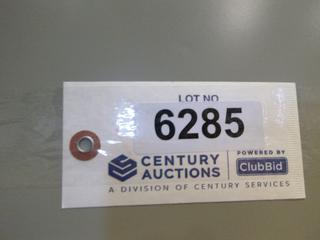 LOT NO
6285
CENTURY AUCTIONS
POWERED BY
ClubBid
A DIVISION OF CENTURY SERVICES